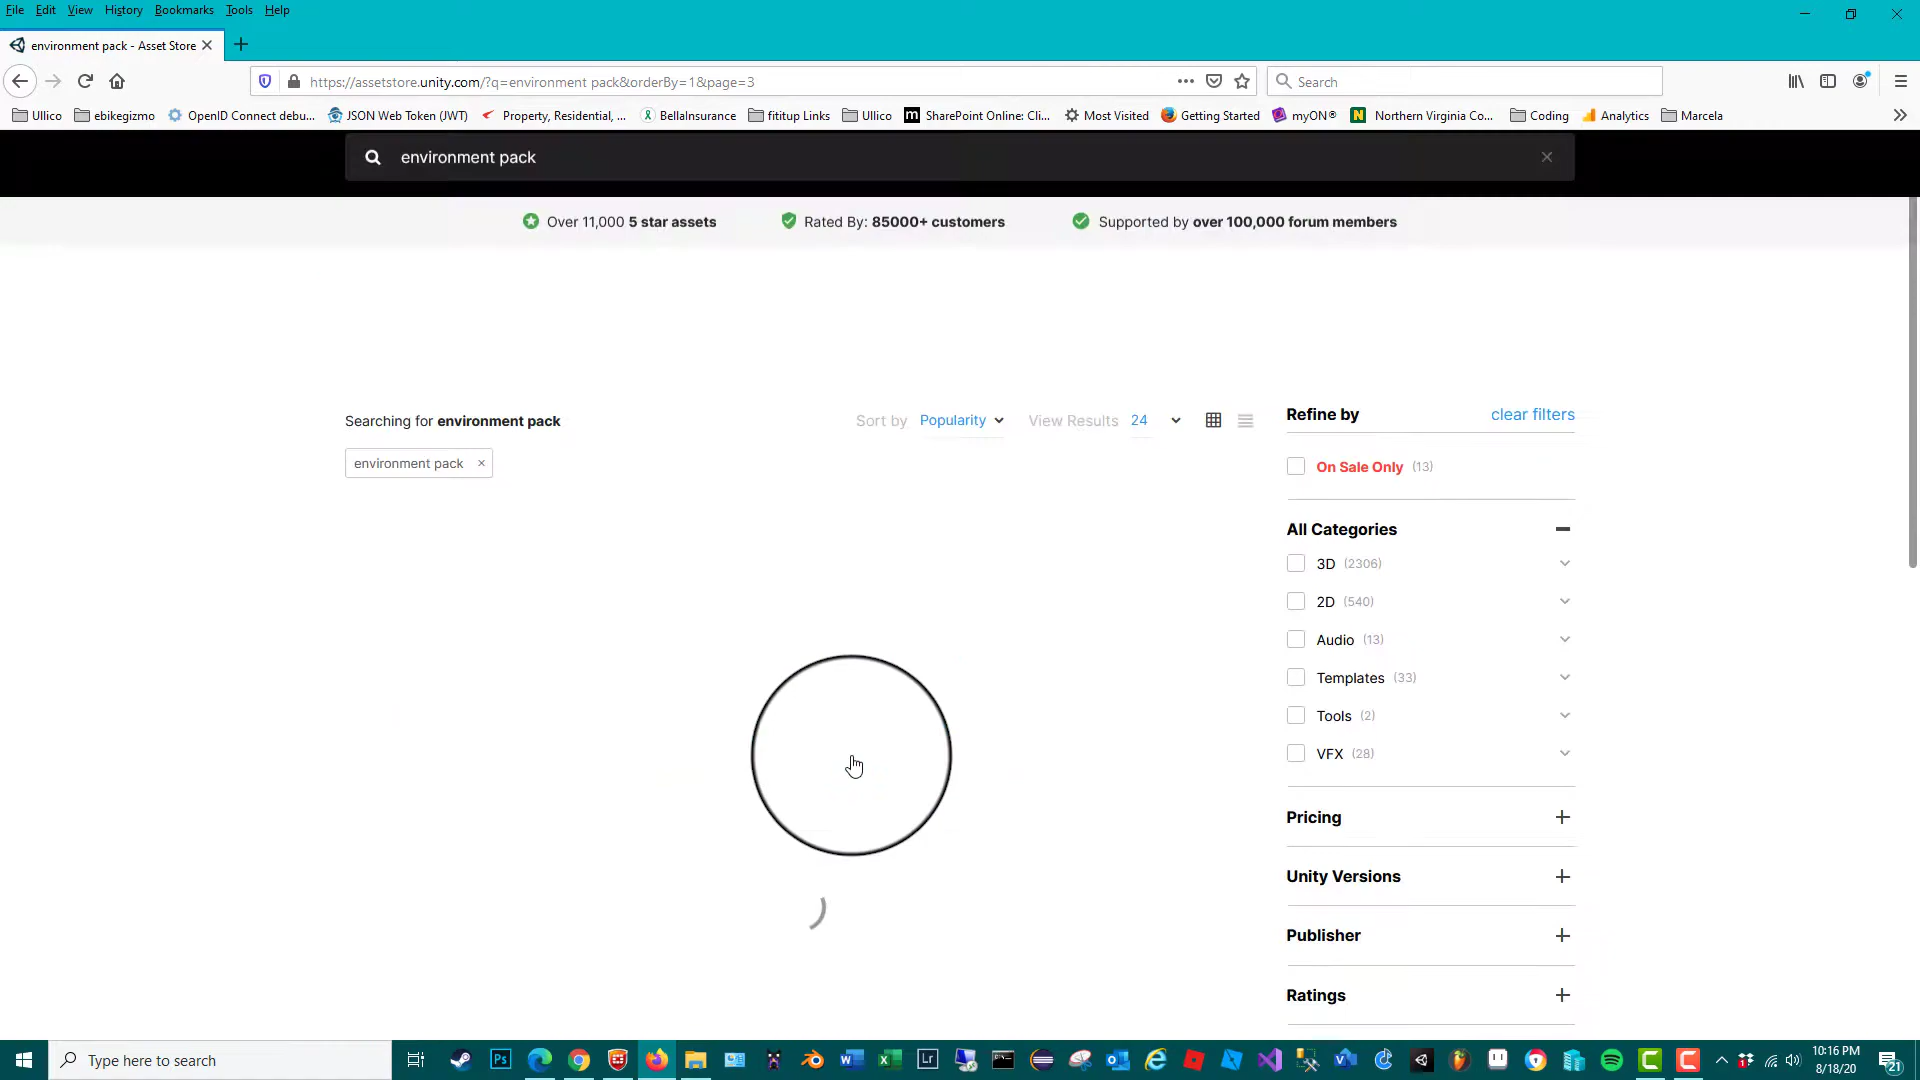 File Edit View History Bookmarks Tools Help
environment pack - Asset Store
https://assetstore.unity.com/?q=environment pack&orderBy=1&page=3
Search
Ullico ebikegizmo OpenID Connect debu... JSON Web Token (JWT) Property, Residential, ... BellaInsurance fititup Links Ullico SharePoint Online: Cli... Most Visited Getting Started myON® Northern Virginia Co... Coding Analytics Marcela
environment pack
Over 11,000 5 star assets Rated By: 85000+ customers Supported by over 100,000 forum members
Searching for environment pack
Sort by Popularity View Results 24
environment pack
Refine by clear filters
On Sale Only (13)
All Categories
3D (2306)
2D (540)
Audio (13)
Templates (33)
Tools (2)
VFX (28)
Pricing
Unity Versions
Publisher
Ratings
Type here to search
10:16 PM
8/18/20
21